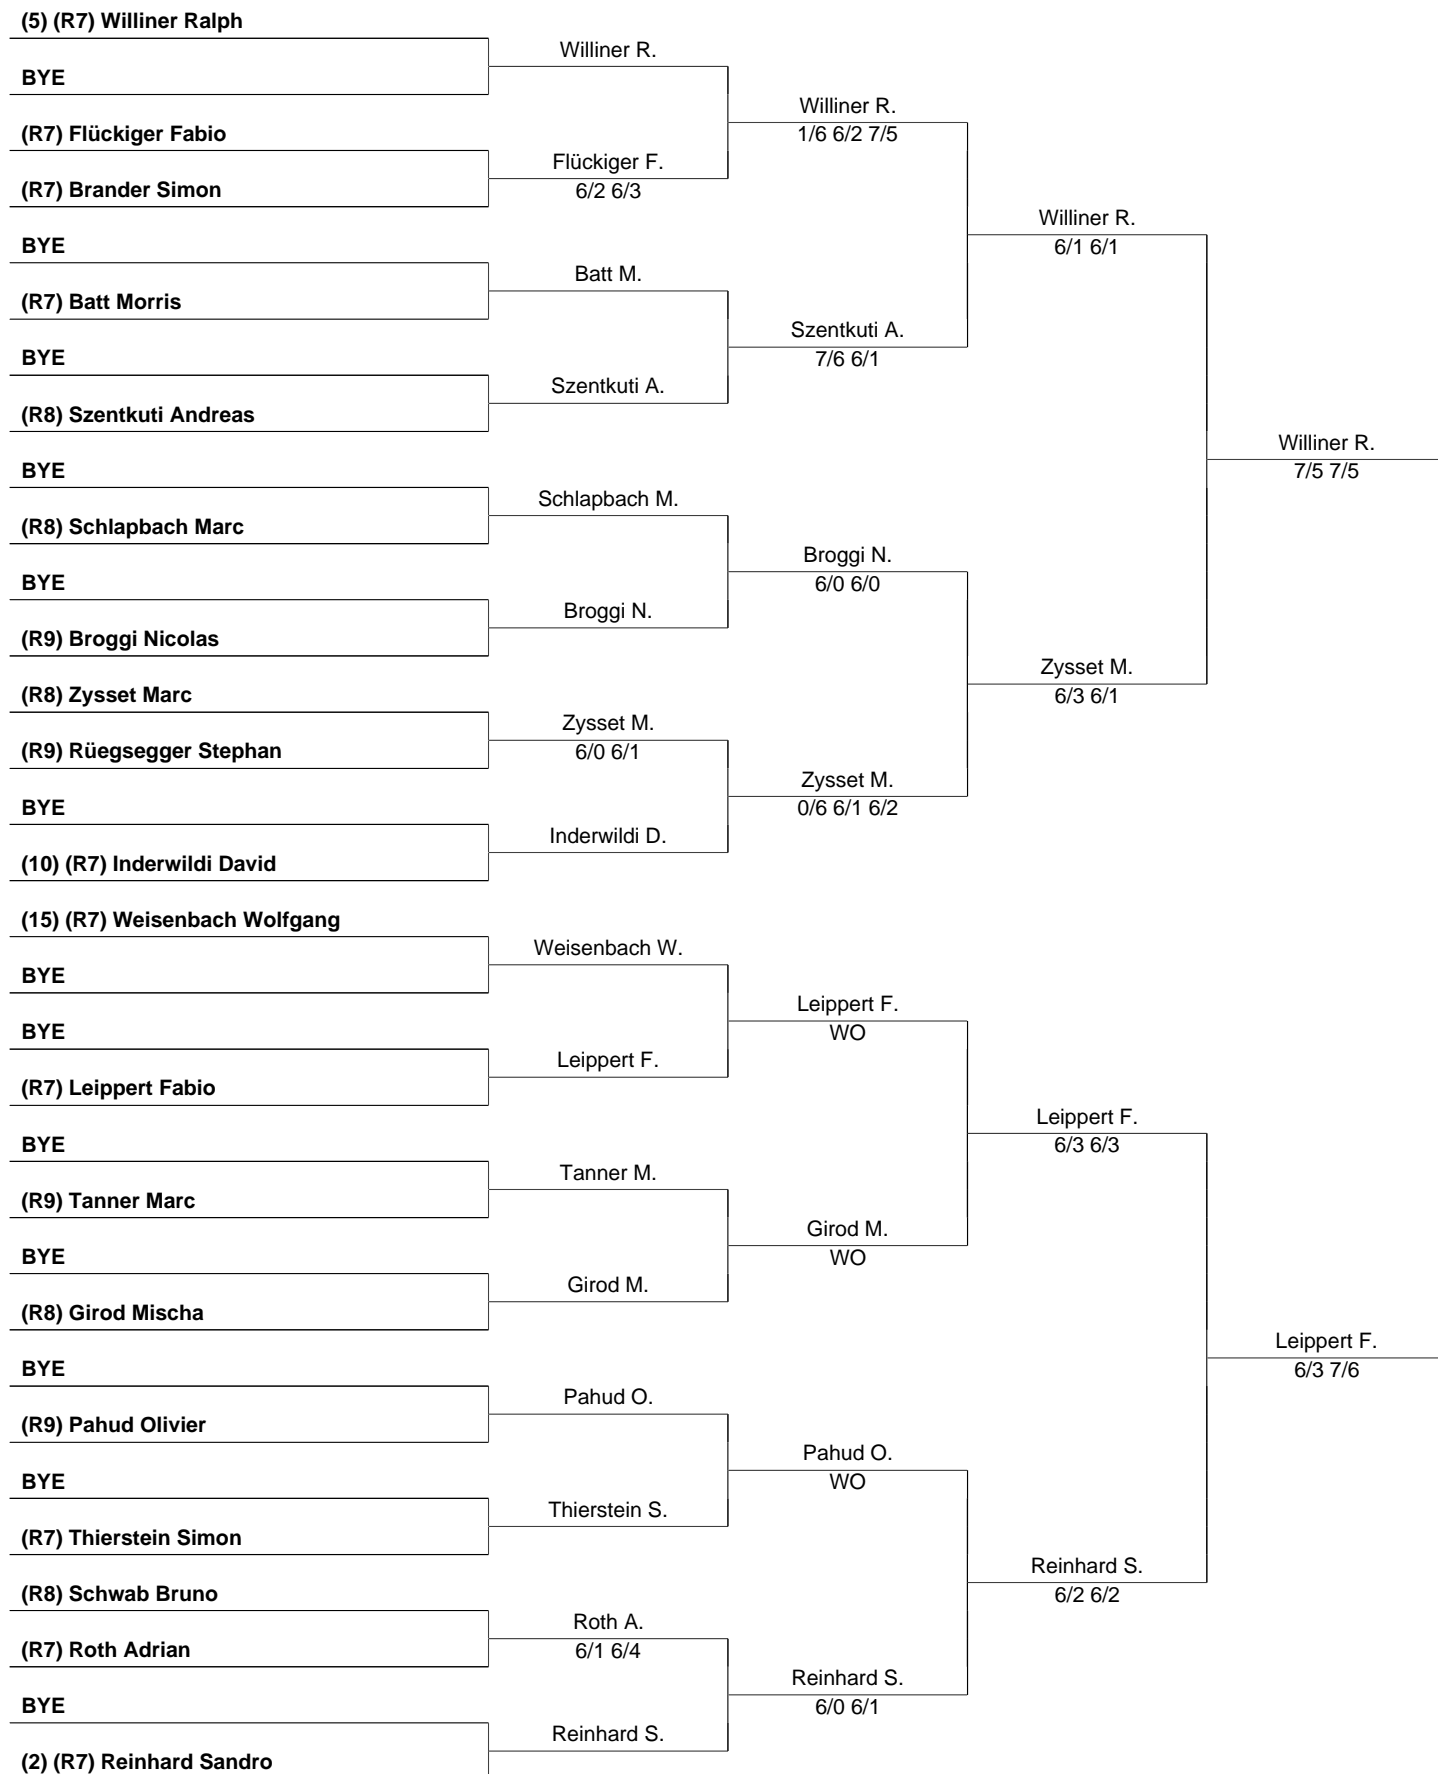 (5) (R7) Williner Ralph
BYE
(R7) Flückiger Fabio
(R7) Brander Simon
BYE
(R7) Batt Morris
BYE
(R8) Szentkuti Andreas
BYE
(R8) Schlapbach Marc
BYE
(R9) Broggi Nicolas
(R8) Zysset Marc
(R9) Rüegsegger Stephan
BYE
(10) (R7) Inderwildi David
(15) (R7) Weisenbach Wolfgang
BYE
BYE
(R7) Leippert Fabio
BYE
(R9) Tanner Marc
BYE
(R8) Girod Mischa
BYE
(R9) Pahud Olivier
BYE
(R7) Thierstein Simon
(R8) Schwab Bruno
(R7) Roth Adrian
BYE
(2) (R7) Reinhard Sandro
Williner R.
Flückiger F.
6/2 6/3
Batt M.
Szentkuti A.
Schlapbach M.
Broggi N.
Zysset M.
6/0 6/1
Inderwildi D.
Weisenbach W.
Leippert F.
Tanner M.
Girod M.
Pahud O.
Thierstein S.
Roth A.
6/1 6/4
Reinhard S.
Williner R.
1/6 6/2 7/5
Szentkuti A.
7/6 6/1
Broggi N.
6/0 6/0
Zysset M.
0/6 6/1 6/2
Leippert F.
WO
Girod M.
WO
Pahud O.
WO
Reinhard S.
6/0 6/1
Williner R.
6/1 6/1
Zysset M.
6/3 6/1
Leippert F.
6/3 6/3
Reinhard S.
6/2 6/2
Williner R.
7/5 7/5
Leippert F.
6/3 7/6